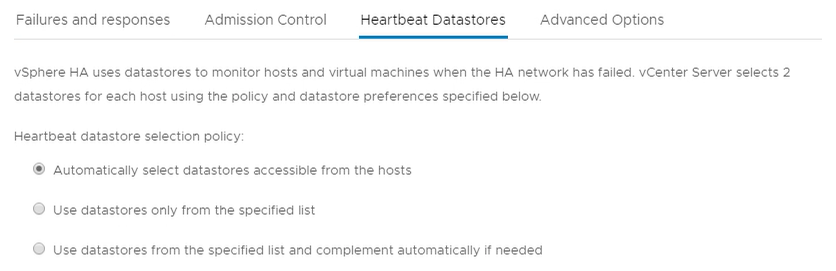 Failures and responses Admission Control Heartbeat Datastores Advanced Options
vSphere HA uses datastores to monitor hosts and virtual machines when the HA network has failed. vCenter Server selects 2
datastores for each host using the policy and datastore preferences specified below.
Heartbeat datastore selection policy:
Automatically select datastores accessible from the hosts
Use datastores only from the specified list
Use datastores from the specified list and complement automatically if needed